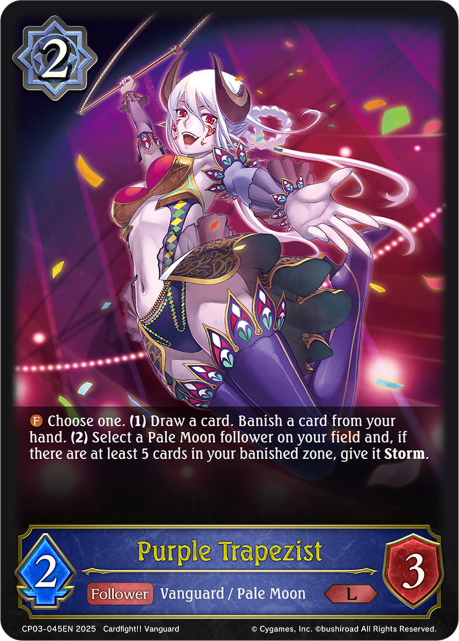 2
F Choose one. (1) Draw a card. Banish a card from your
hand. (2) Select a Pale Moon follower on your field and, if
there are at least 5 cards in your banished zone, give it Storm.
Purple Trapezist
2
Follower Vanguard / Pale Moon L
3
CP03-045EN 2025 Cardfight!! Vanguard © Cygames, Inc. ©bushiroad All Rights Reserved.